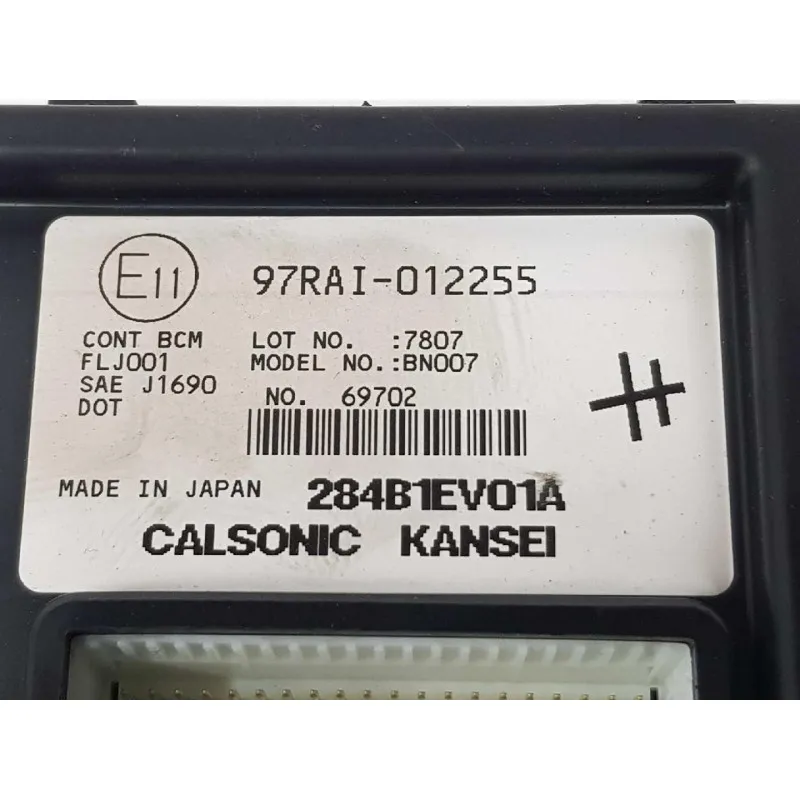 E11 97RAI-012255
CONT BCM LOT NO. :7807
FLJ001 MODEL NO.:BN007
SAE J1690 NO. 69702
DOT
MADE IN JAPAN 284B1EV01A
CALSONIC KANSEI